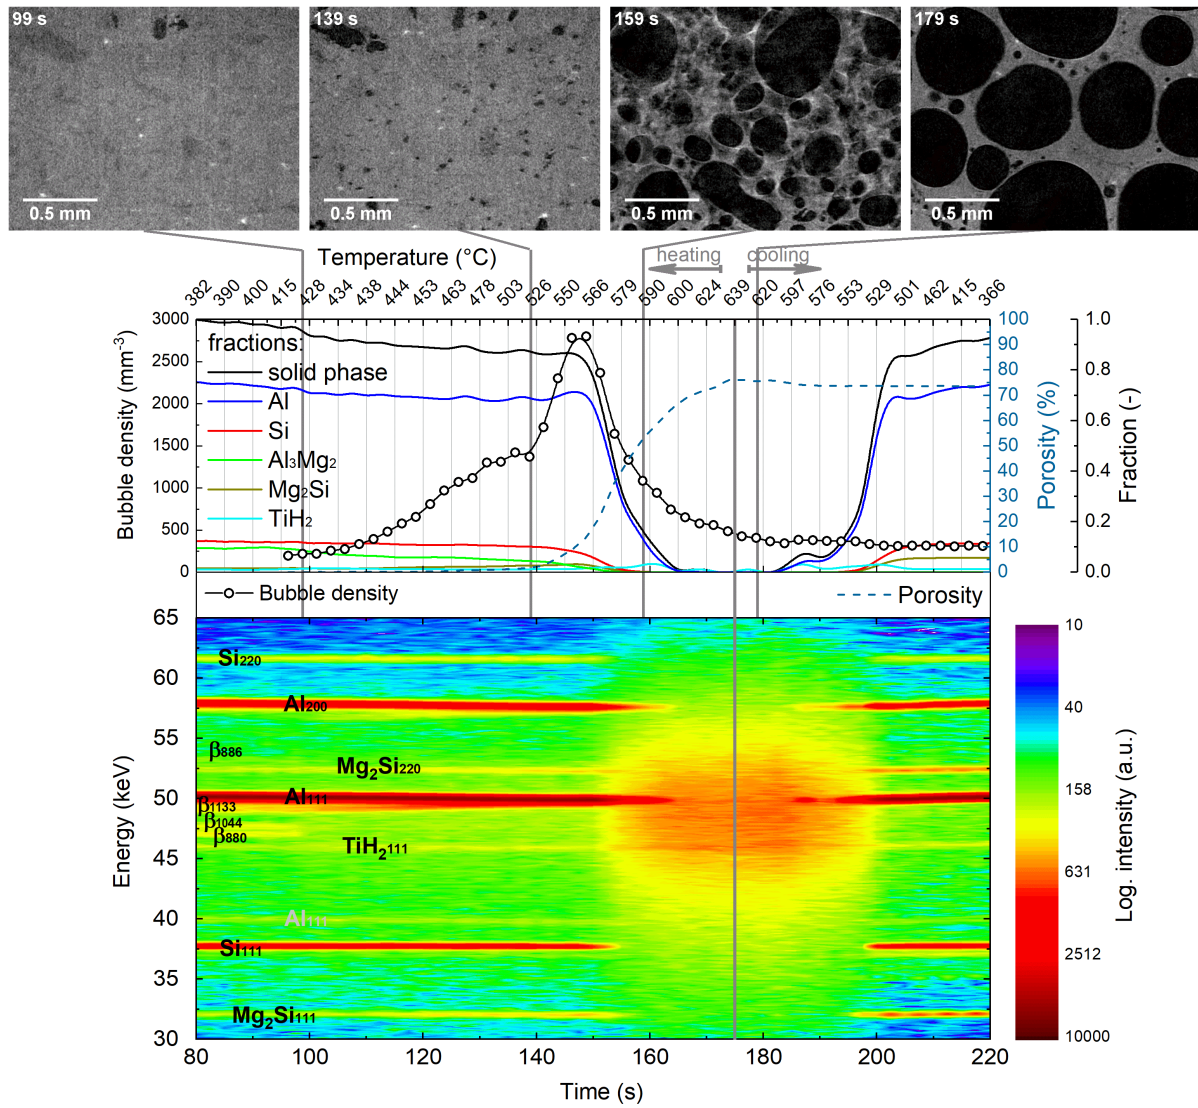 99 s
139 s
159 s
179 s
0.5 mm
0.5 mm
0.5 mm
0.5 mm
Temperature (°C)
heating
cooling
382 390 400 415 428 434 438 444 453 463 478 503 526 550 566 579 590 600 624 639 620 597 576 553 529 501 462 415 366
Bubble density (mm-3)
3000
2500
2000
1500
1000
500
0
fractions:
solid phase
Al
Si
Al3Mg2
Mg2Si
TiH2
100
90
80
70
60
50
40
30
20
10
0
Porosity (%)
1.0
0.8
0.6
0.4
0.2
0.0
Fraction (-)
Bubble density
Porosity
Energy (keV)
65
60
55
50
45
40
35
30
Si220
Al200
β886
Mg2Si220
Al111
β1133
β1044
β880
TiH2111
Al111
Si111
Mg2Si111
80 100 120 140 160 180 200 220
Time (s)
10
40
158
631
2512
10000
Log. intensity (a.u.)